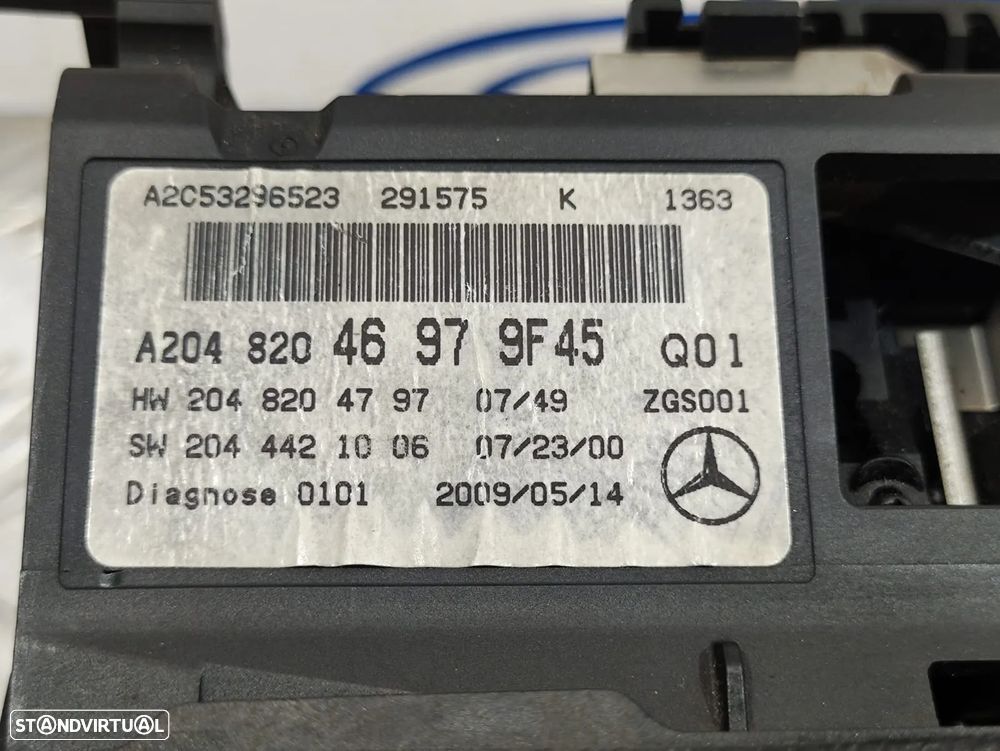 A2C53296523 291575 K 1363
A204 820 46 97 9F45 Q01
HW 204 820 47 97 07/49 ZGS001
SW 204 442 10 06 07/23/00
Diagnose 0101 2009/05/14
STANDVIRTUAL